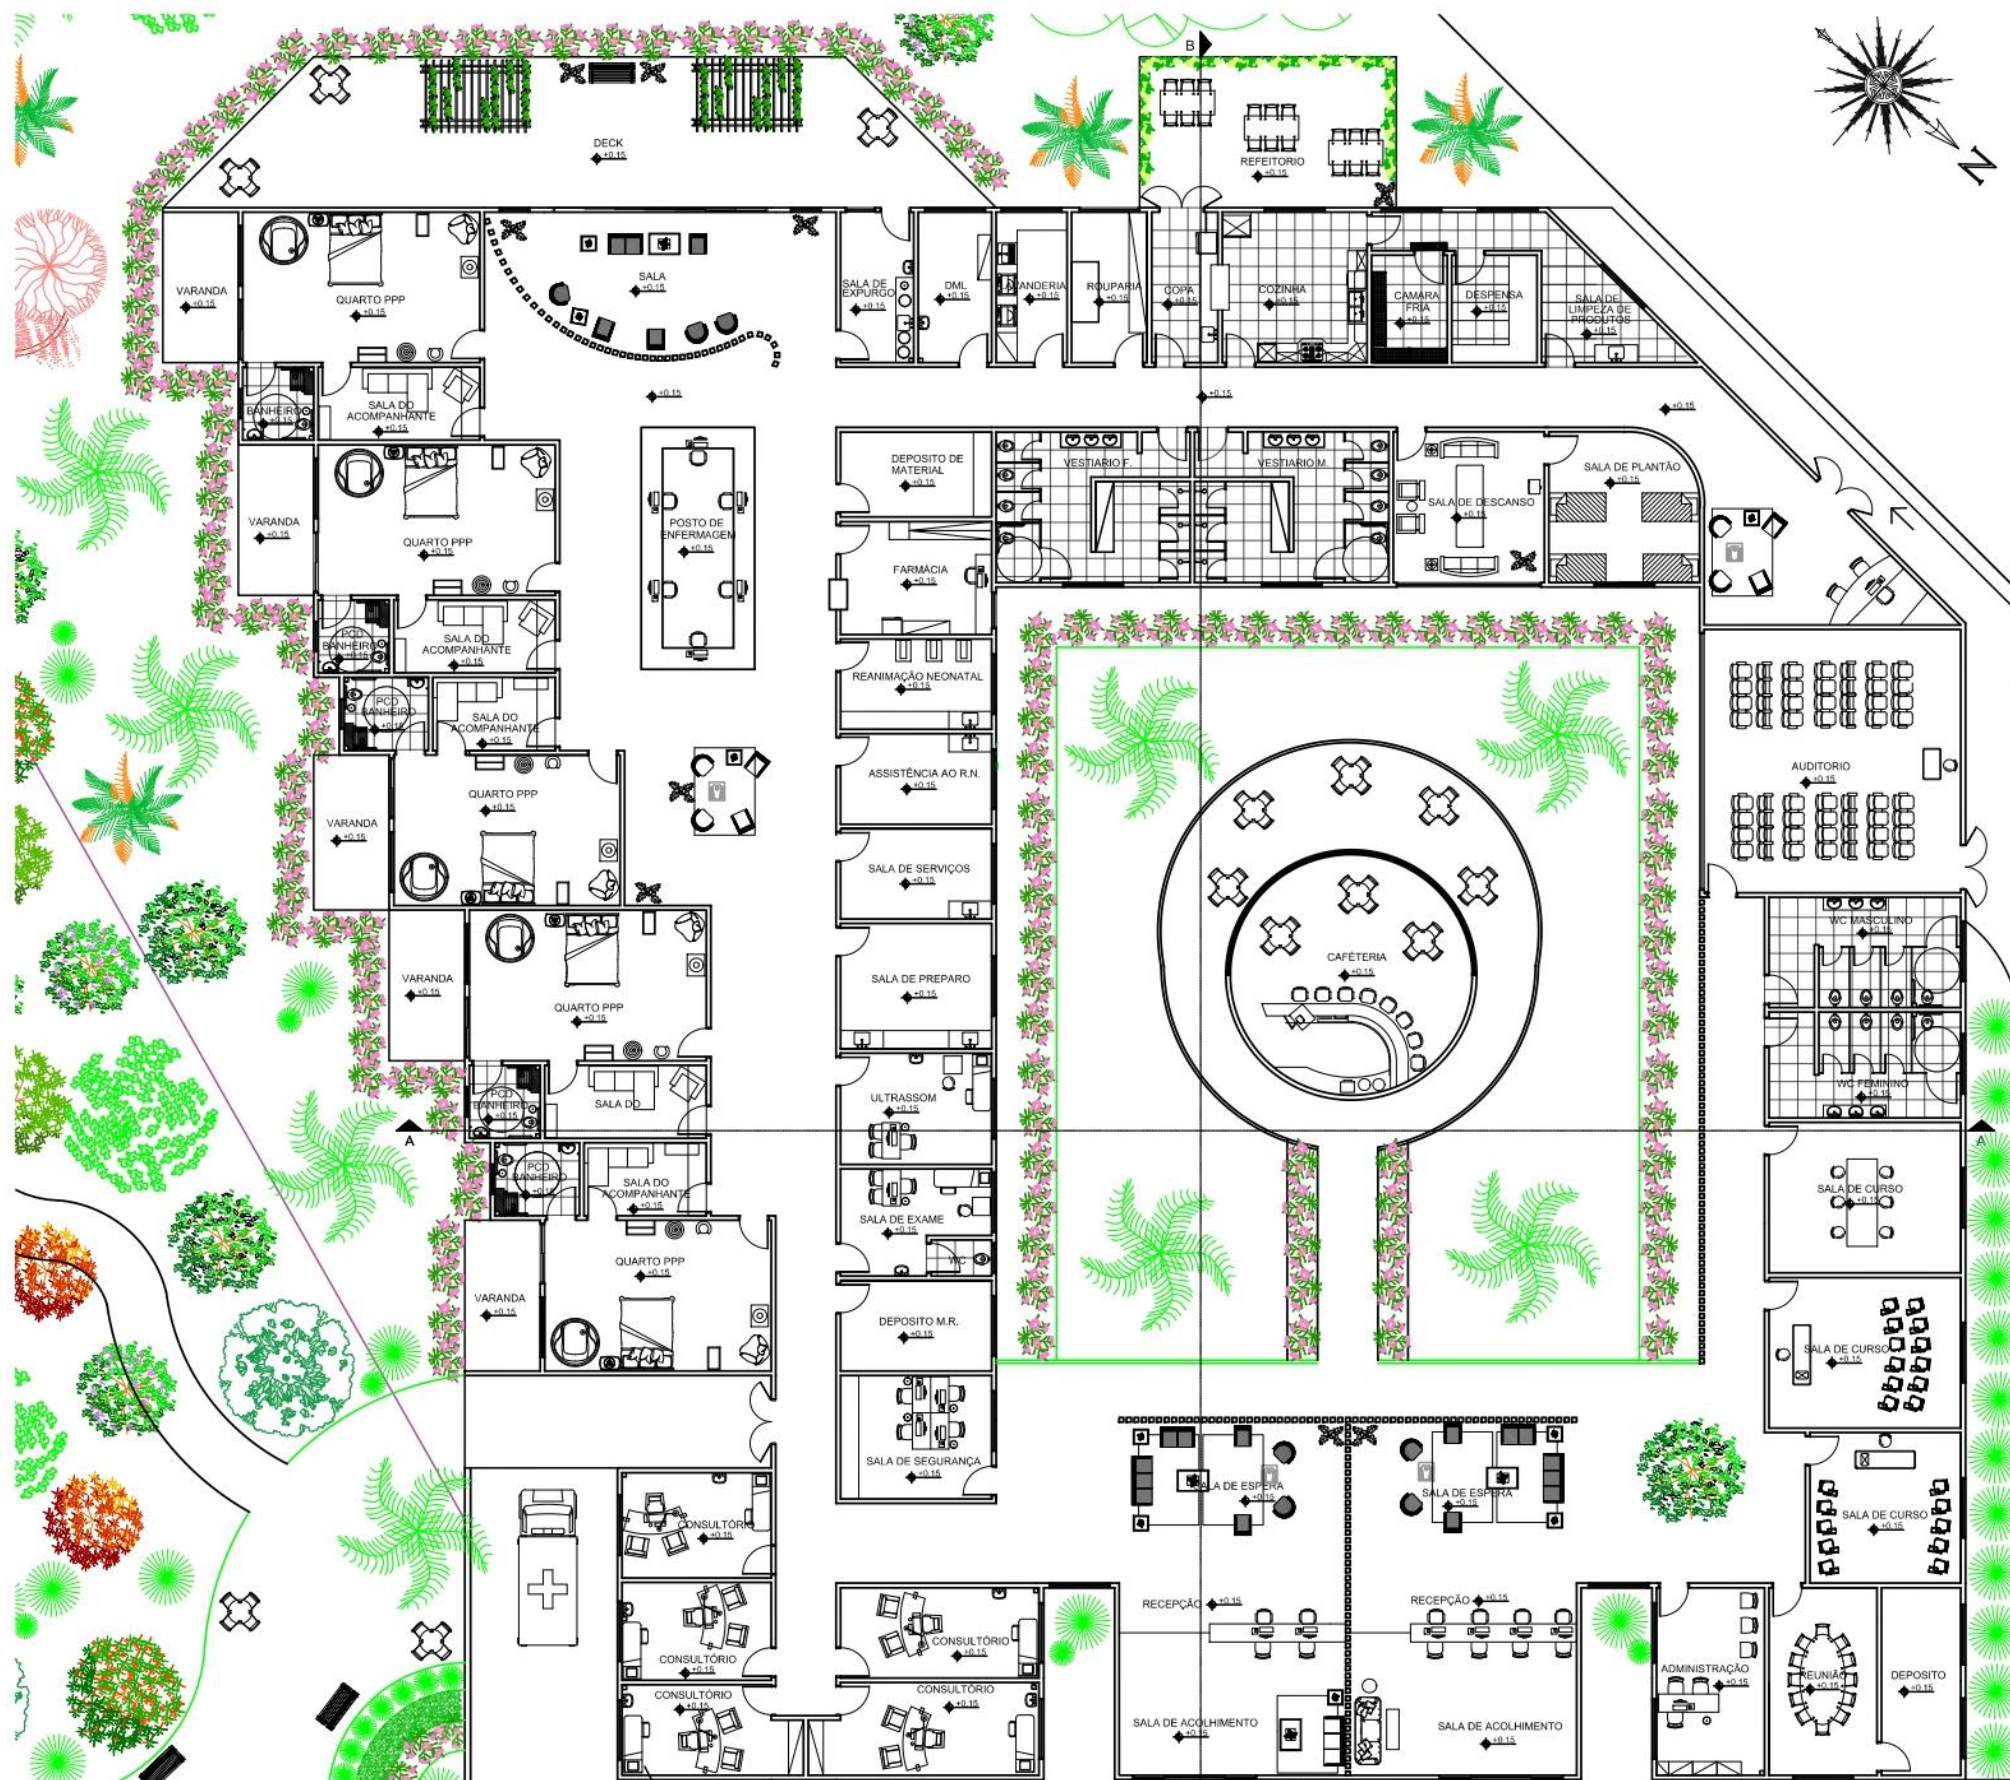 B
N
DECK
+0.15
REFEITORIO
+0.15
VARANDA
+0.15
QUARTO PPP
+0.15
SALA
+0.15
SALA DE
EXPURGO
+0.15
DML
+0.15
LAVANDERIA
+0.15
ROUPARIA
+0.15
COPA
+0.15
COZINHA
+0.15
CAMARA
FRIA
+0.15
DESPENSA
+0.15
SALA DE
LIMPEZA DE
PRODUTOS
+0.15
BANHEIRO
+0.15
SALA DO
ACOMPANHANTE
+0.15
+0.15
+0.15
+0.15
VARANDA
+0.15
QUARTO PPP
+0.15
POSTO DE
ENFERMAGEM
+0.15
DEPOSITO DE
MATERIAL
+0.15
VESTIARIO F.
VESTIARIO M.
SALA DE DESCANSO
+0.15
SALA DE PLANTÃO
+0.15
FARMÁCIA
+0.15
PCD
BANHEIRO
+0.15
SALA DO
ACOMPANHANTE
+0.15
REANIMAÇÃO NEONATAL
+0.15
PCD
BANHEIRO
+0.15
SALA DO
ACOMPANHANTE
+0.15
ASSISTÊNCIA AO R.N.
+0.15
AUDITORIO
+0.15
VARANDA
+0.15
QUARTO PPP
+0.15
SALA DE SERVIÇOS
+0.15
WC MASCULINO
+0.15
VARANDA
+0.15
QUARTO PPP
+0.15
SALA DE PREPARO
+0.15
CAFÉTERIA
+0.15
PCD
BANHEIRO
+0.15
SALA DO
ULTRASSOM
+0.15
WC FEMININO
+0.15
A
A
PCD
BANHEIRO
+0.15
SALA DO
ACOMPANHANTE
+0.15
SALA DE EXAME
+0.15
WC
SALA DE CURSO
+0.15
VARANDA
+0.15
QUARTO PPP
+0.15
DEPOSITO M.R.
+0.15
SALA DE CURSO
+0.15
SALA DE SEGURANÇA
+0.15
SALA DE ESPERA
+0.15
SALA DE ESPERA
+0.15
SALA DE CURSO
+0.15
CONSULTÓRIO
+0.15
CONSULTÓRIO
+0.15
CONSULTÓRIO
+0.15
RECEPÇÃO +0.15
RECEPÇÃO +0.15
CONSULTÓRIO
+0.15
CONSULTÓRIO
+0.15
SALA DE ACOLHIMENTO
+0.15
SALA DE ACOLHIMENTO
+0.15
ADMINISTRAÇÃO
+0.15
REUNIÃO
+0.15
DEPOSITO
+0.15